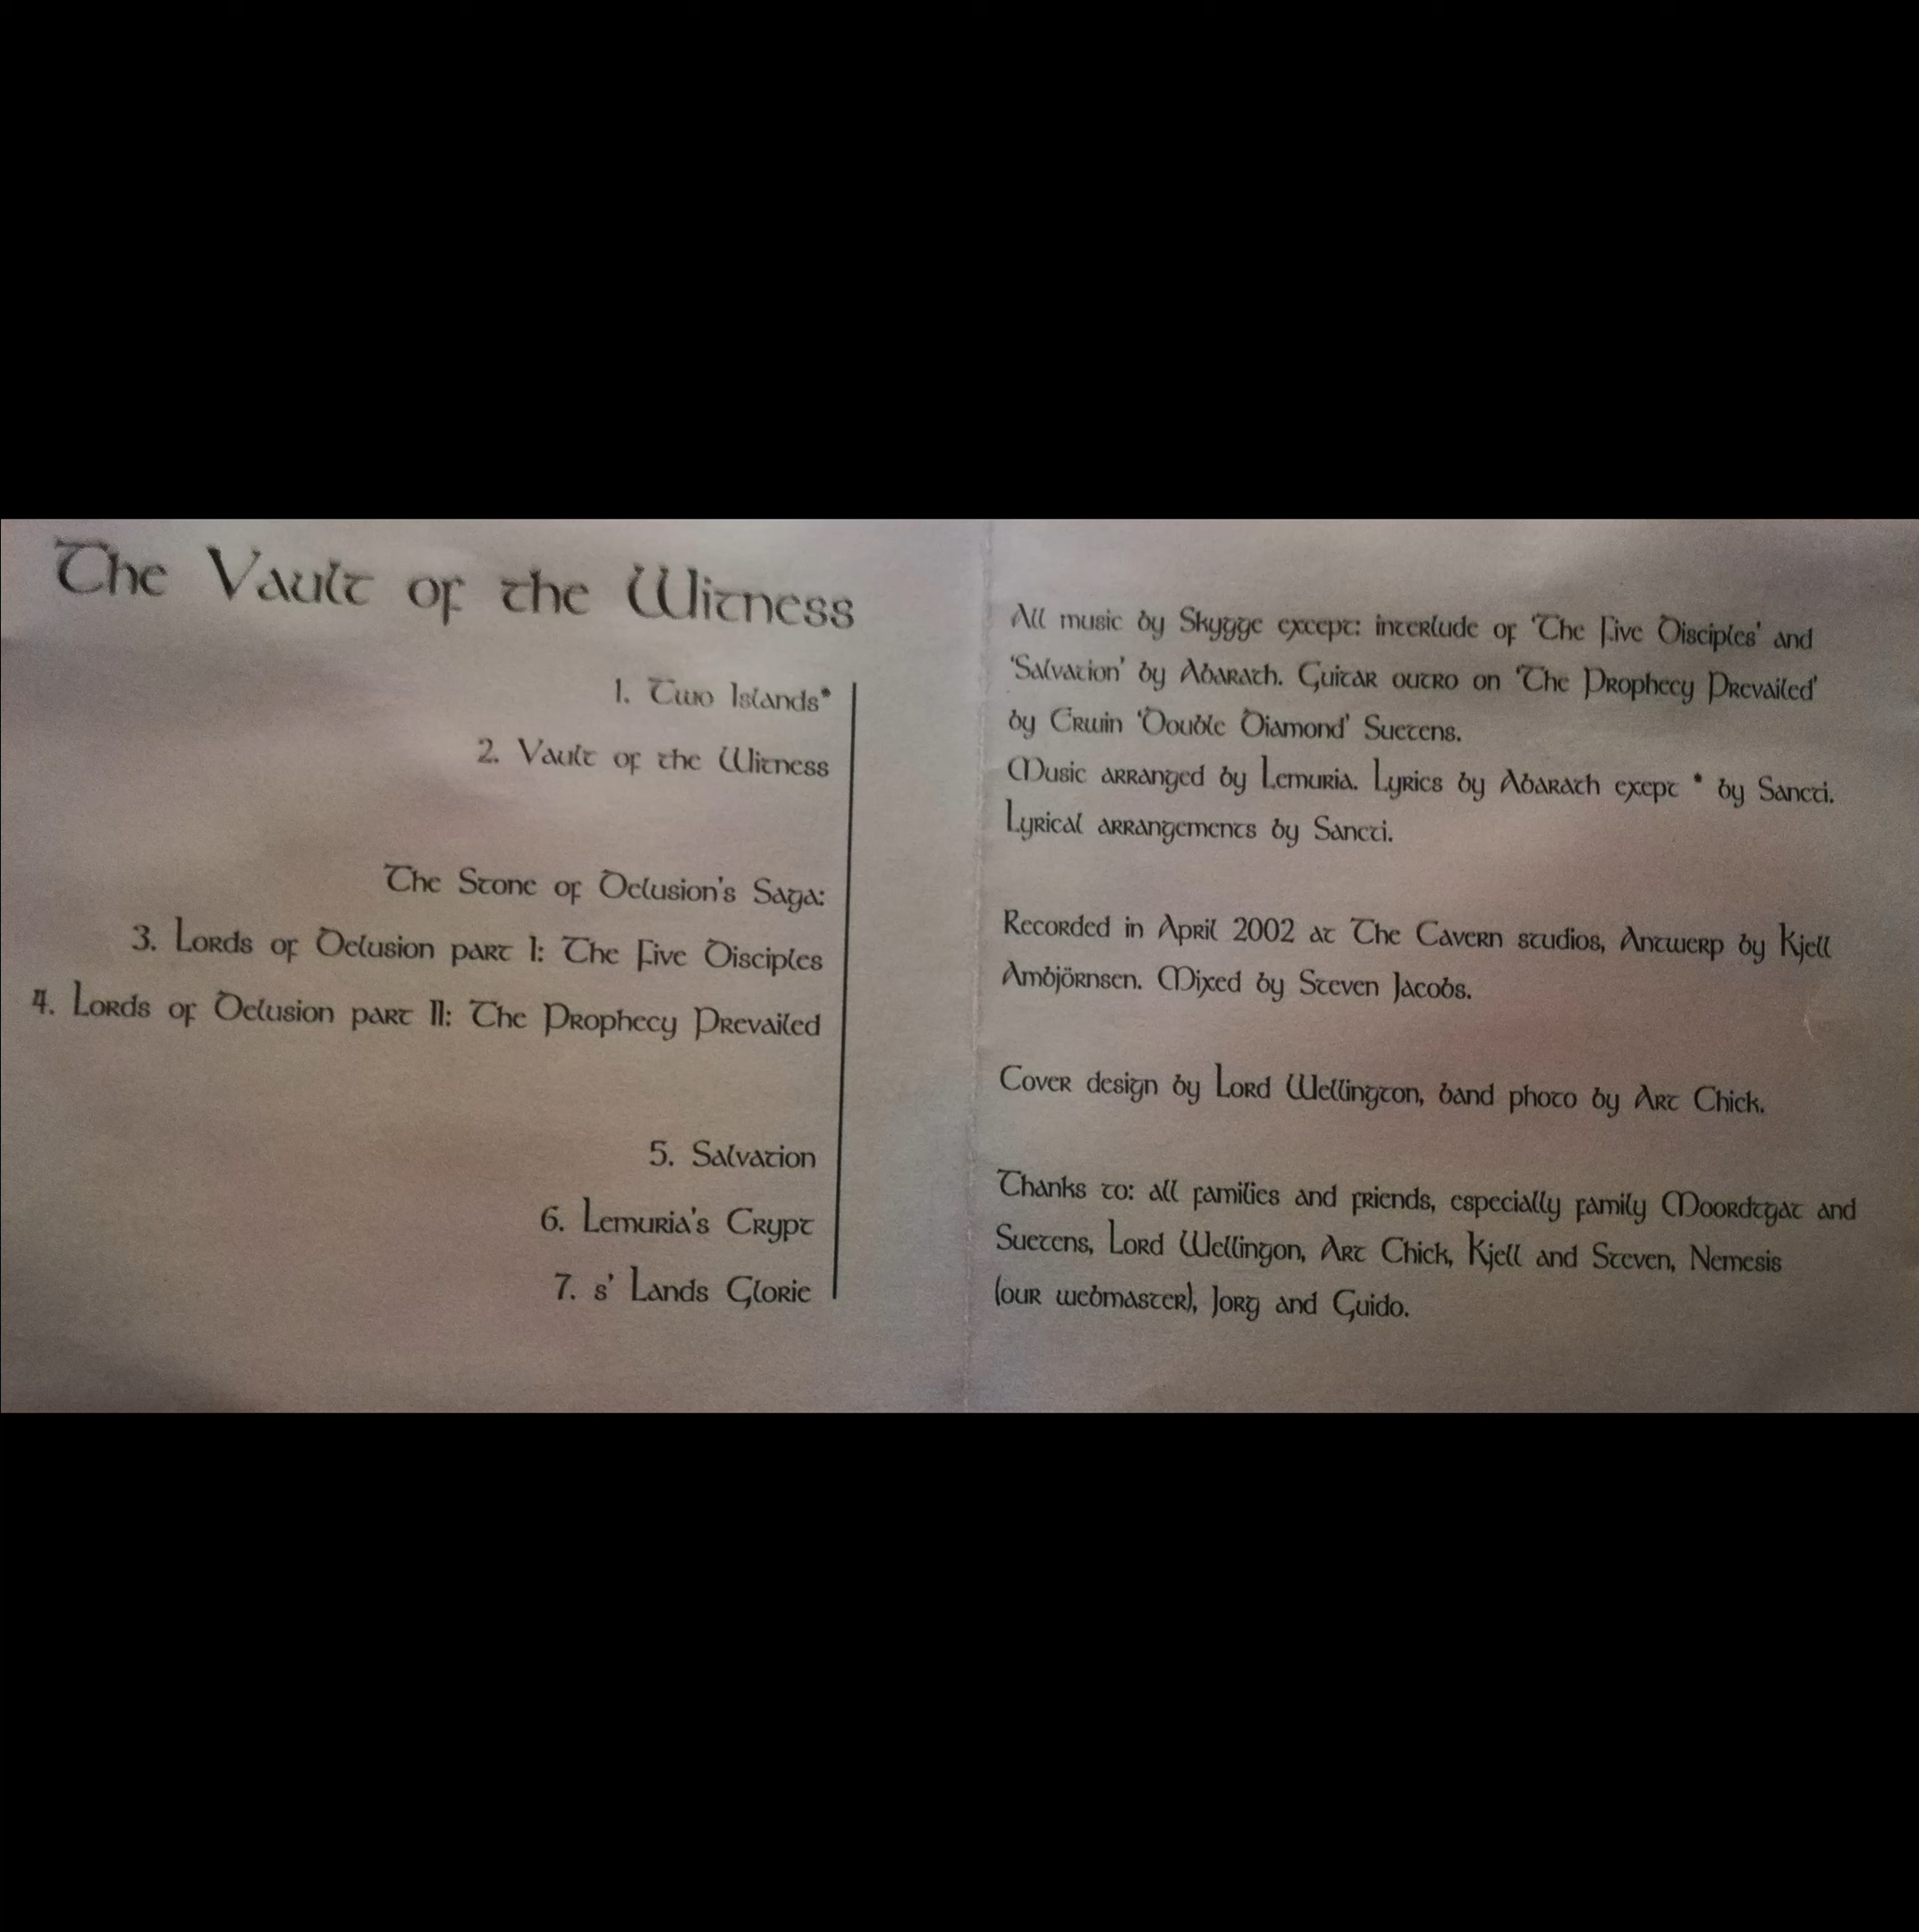 The Vault of the Witness
1. Two Islands*
2. Vault of the Witness
The Stone of Delusion's Saga:
3. Lords of Delusion part I: The Five Disciples
4. Lords of Delusion part II: The Prophecy Prevailed
5. Salvation
6. Lemuria's Crypt
7. s' Lands Glorie
All music by Skygge except: interlude of 'The Five Disciples' and
'Salvation' by Abarath. Guitar outro on 'The Prophecy Prevailed'
by Erwin 'Double Diamond' Suetens.
Music arranged by Lemuria. Lyrics by Abarath exept * by Sancti.
Lyrical arrangements by Sancti.
Recorded in April 2002 at The Cavern studios, Antwerp by Kjell
Ambjörnsen. Mixed by Steven Jacobs.
Cover design by Lord Wellington, band photo by Art Chick.
Thanks to: all families and friends, especially family Moordtgat and
Suetens, Lord Wellingon, Art Chick, Kjell and Steven, Nemesis
(our webmaster), Jorg and Guido.